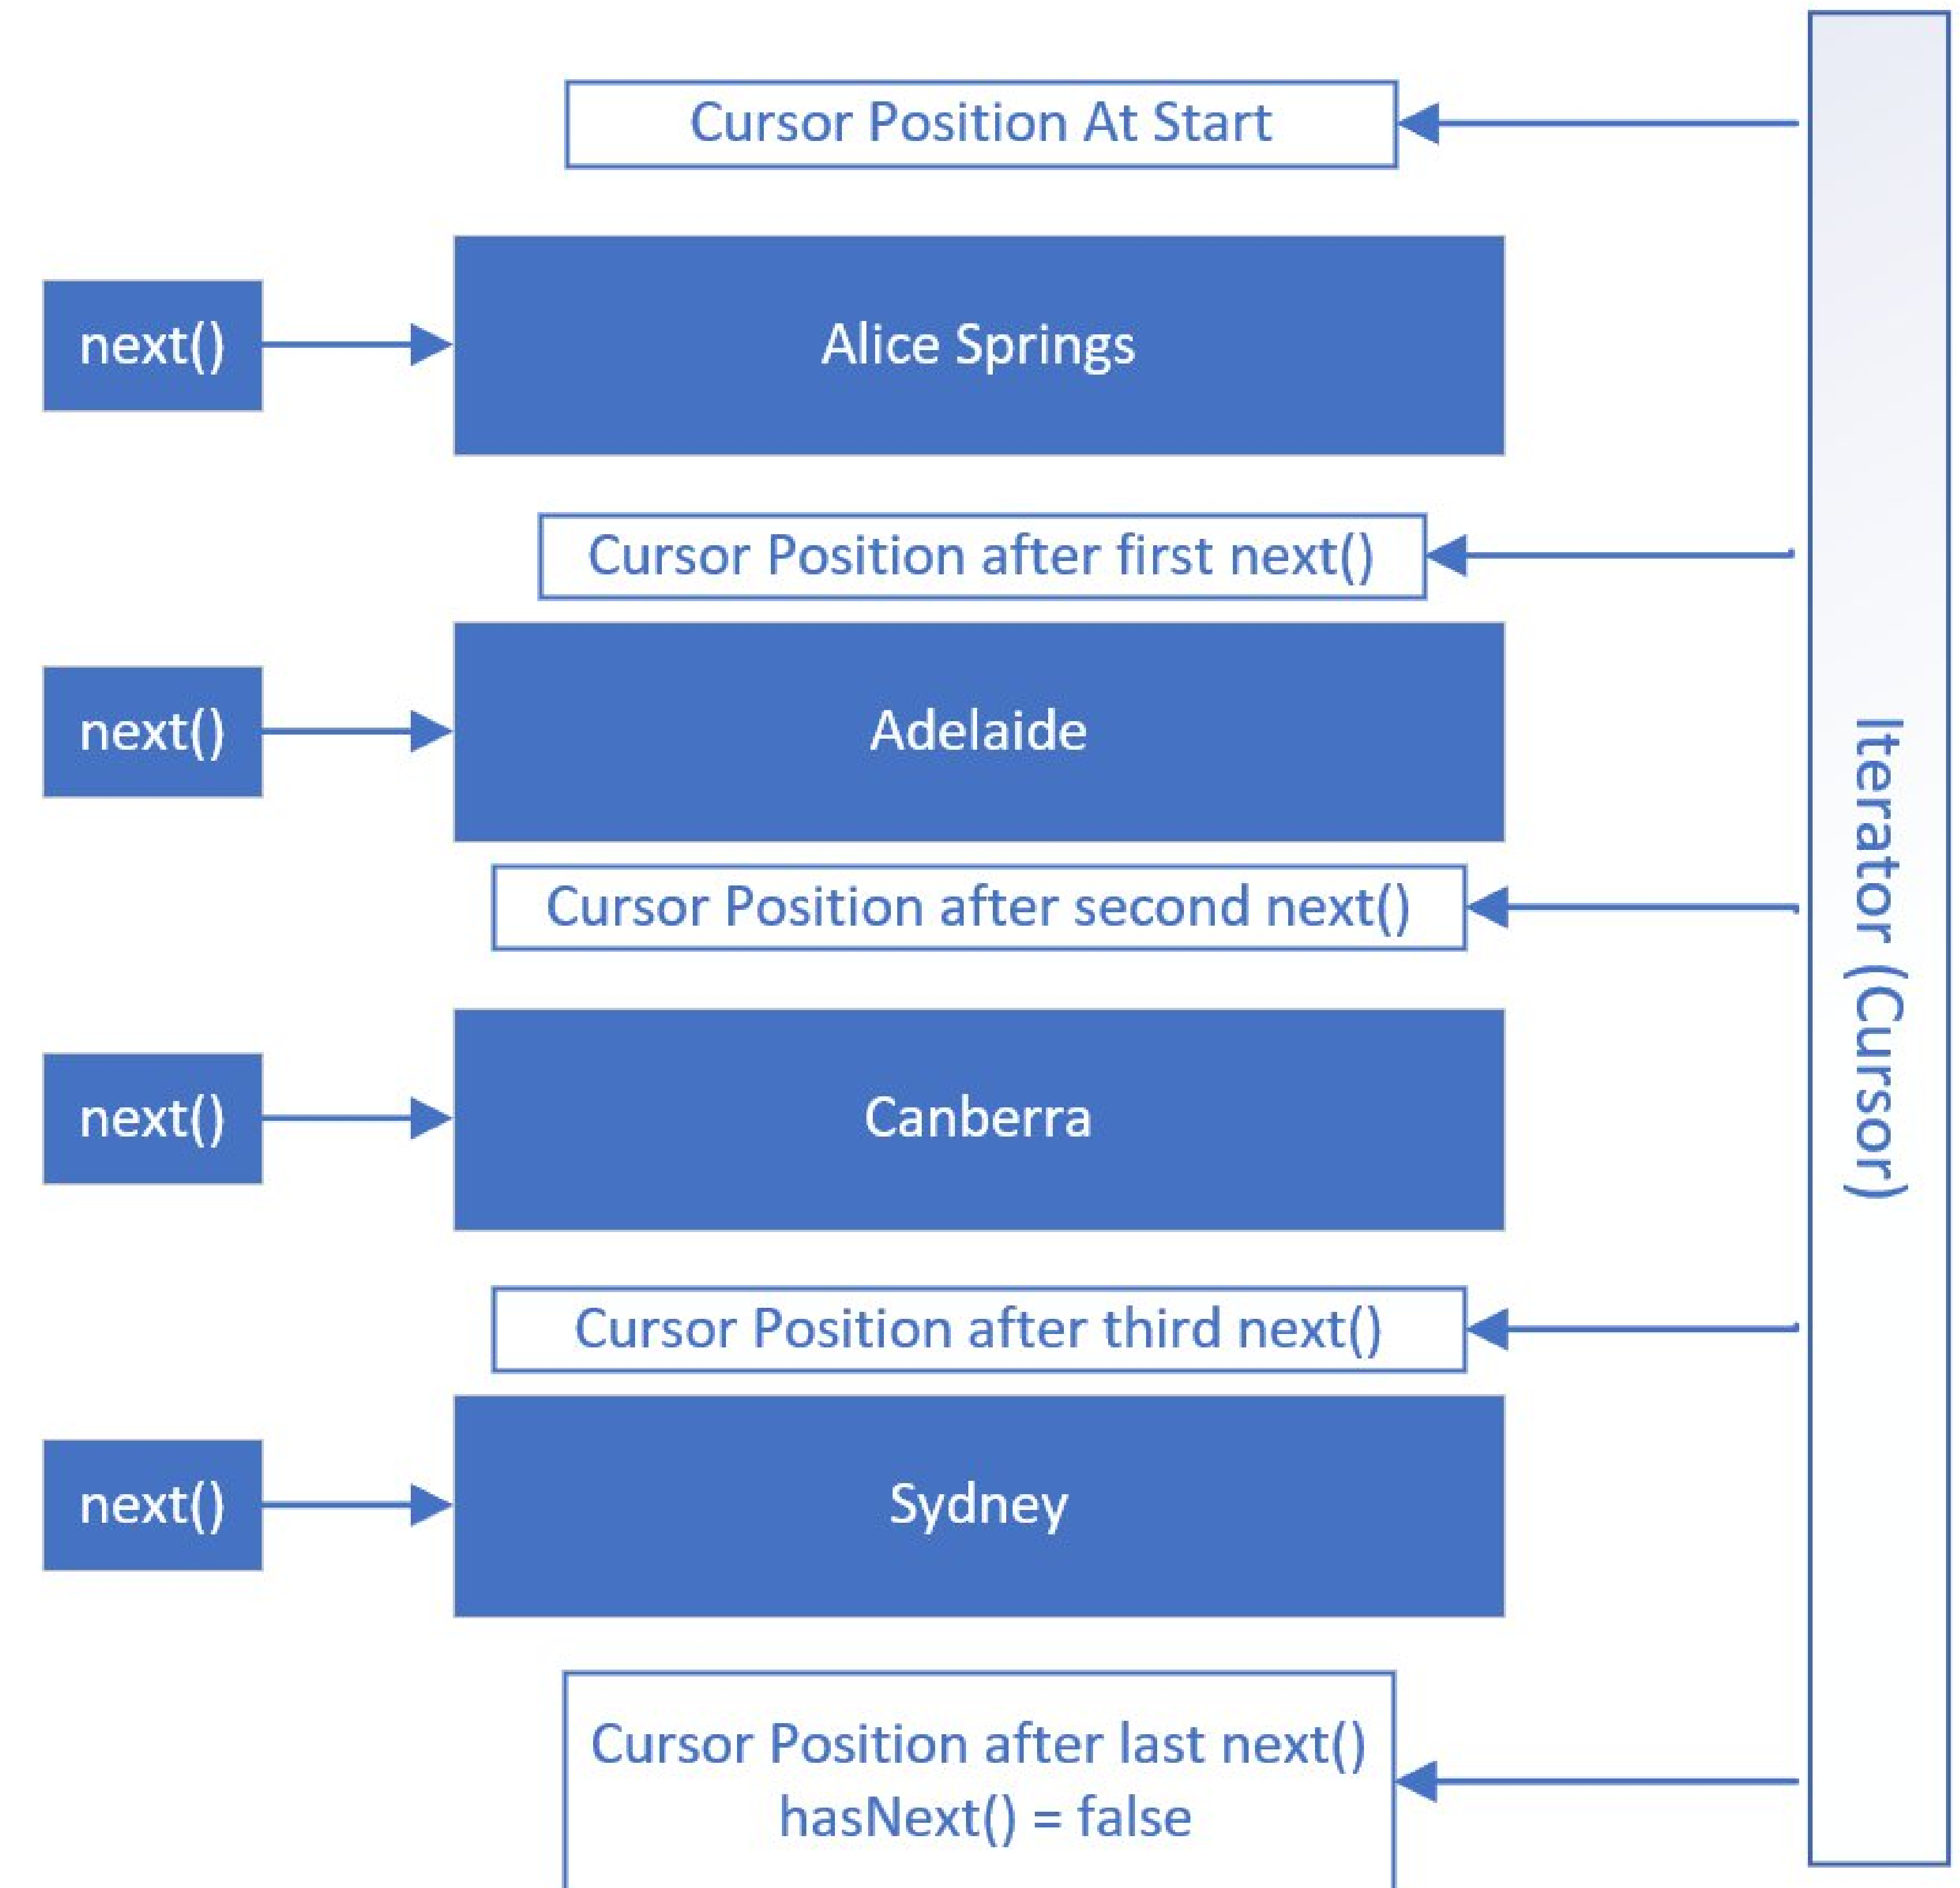 Cursor Position At Start
next()
Alice Springs
Cursor Position after first next()
next()
Adelaide
Cursor Position after second next()
next()
Canberra
Cursor Position after third next()
next()
Sydney
Cursor Position after last next()
hasNext() = false
Iterator (Cursor)